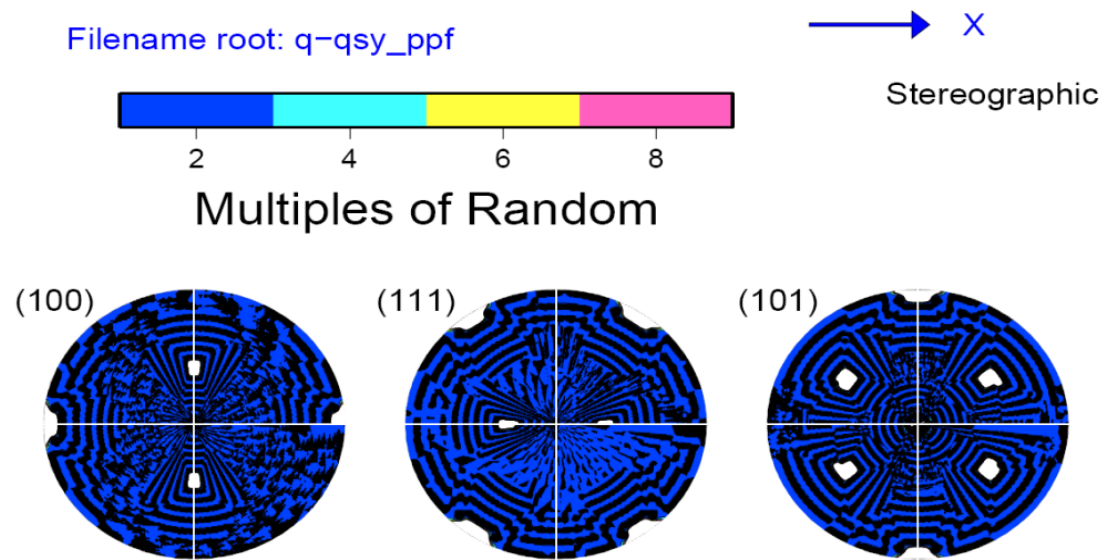 Filename root: q-qsy_ppf
X
Stereographic
2 4 6 8
Multiples of Random
(100) (111) (101)